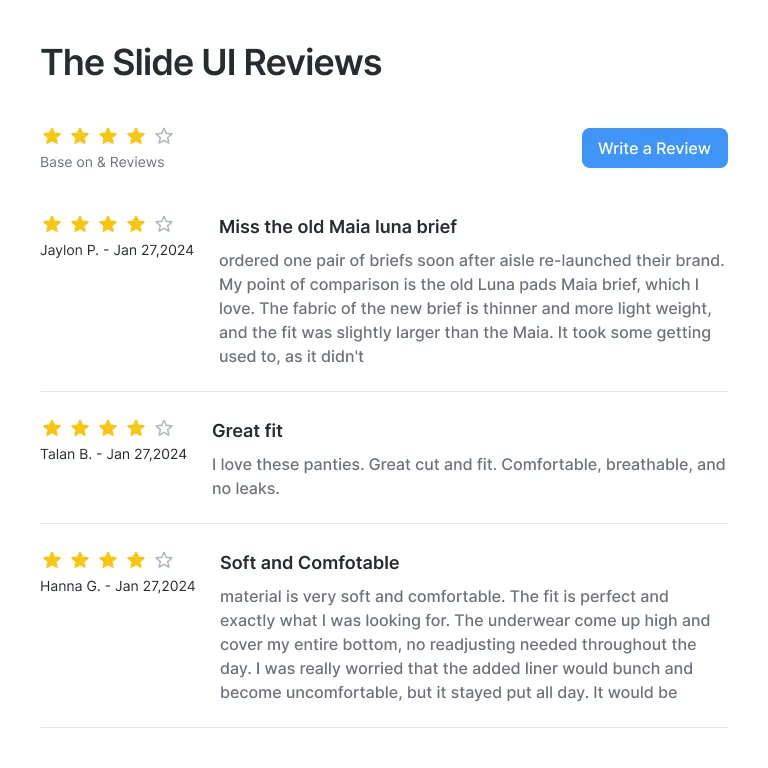 The Slide UI Reviews
Base on & Reviews
Write a Review
Jaylon P. - Jan 27,2024
Miss the old Maia luna brief
ordered one pair of briefs soon after aisle re-launched their brand.
My point of comparison is the old Luna pads Maia brief, which I
love. The fabric of the new brief is thinner and more light weight,
and the fit was slightly larger than the Maia. It took some getting
used to, as it didn't
Talan B. - Jan 27,2024
Great fit
I love these panties. Great cut and fit. Comfortable, breathable, and
no leaks.
Hanna G. - Jan 27,2024
Soft and Comfotable
material is very soft and comfortable. The fit is perfect and
exactly what I was looking for. The underwear come up high and
cover my entire bottom, no readjusting needed throughout the
day. I was really worried that the added liner would bunch and
become uncomfortable, but it stayed put all day. It would be